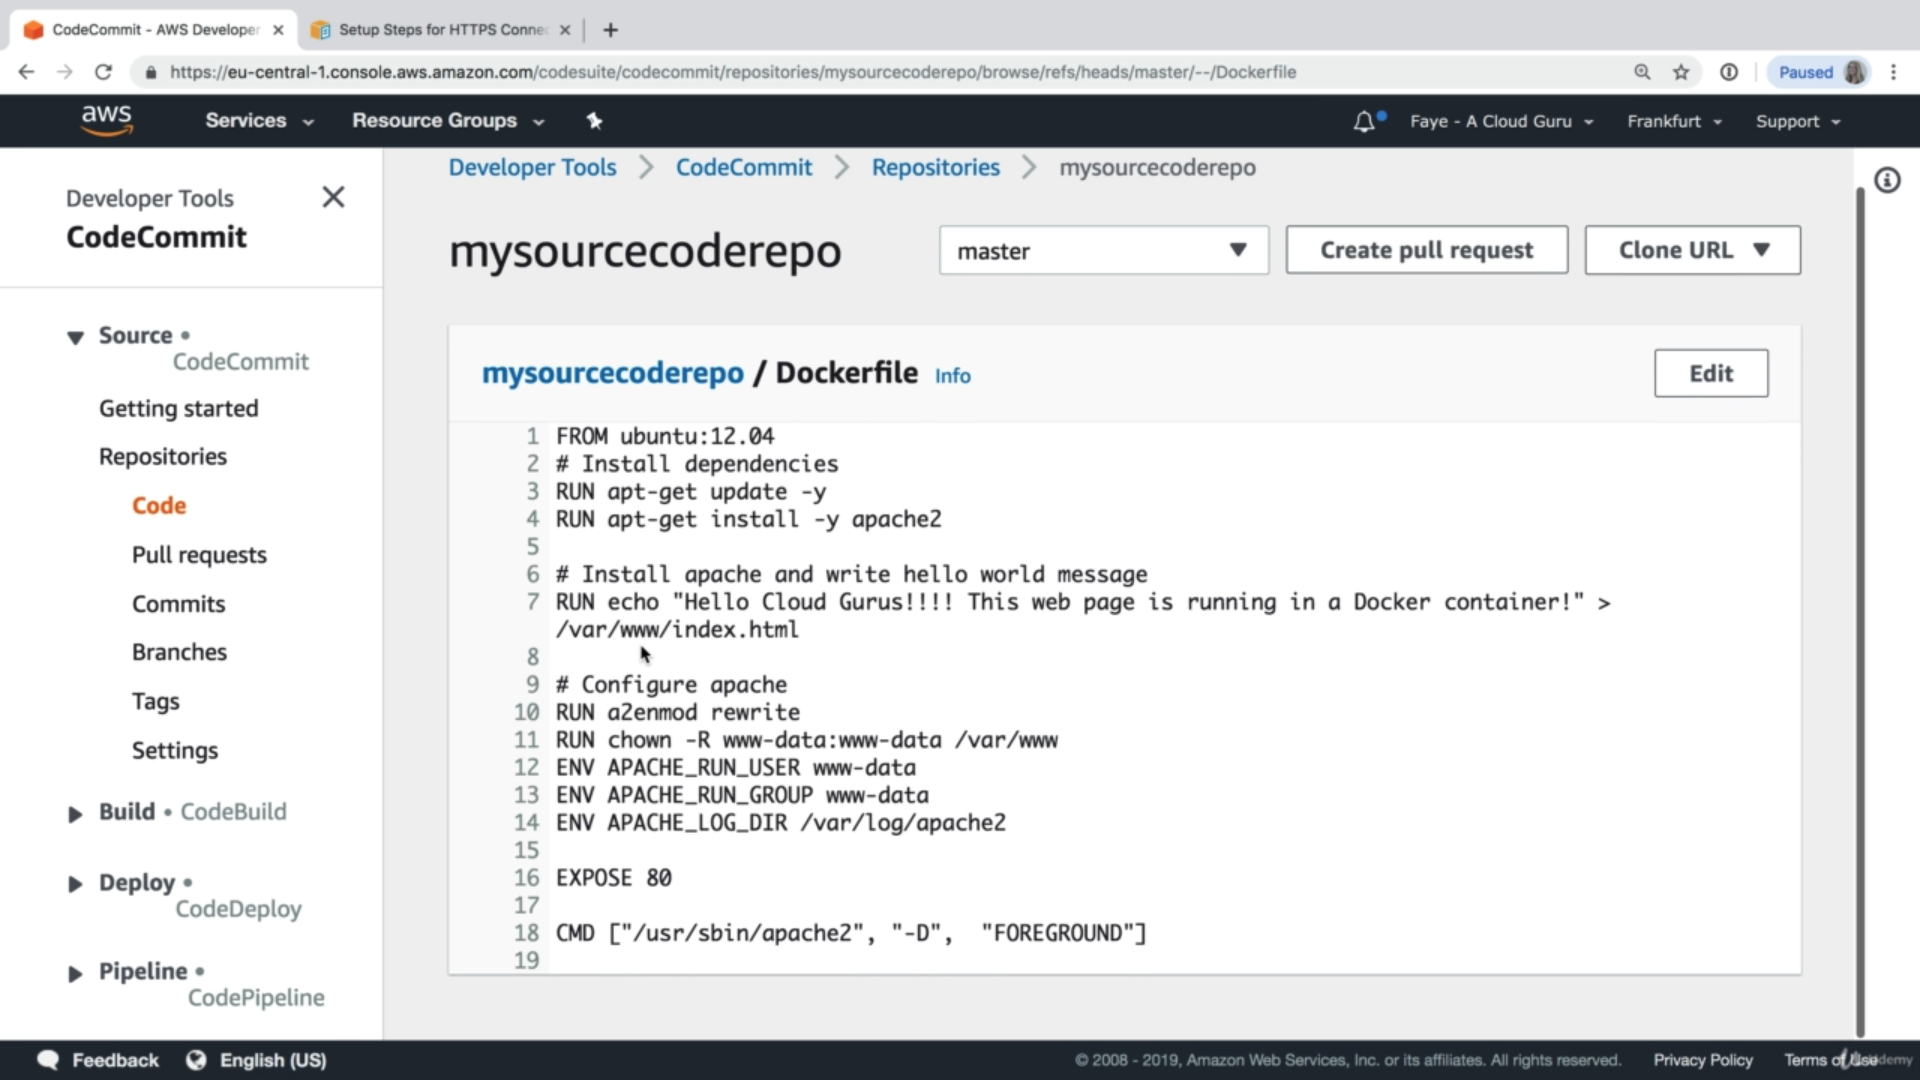 CodeCommit - AWS Developer
Setup Steps for HTTPS Connec
https://eu-central-1.console.aws.amazon.com/codesuite/codecommit/repositories/mysourcecoderepo/browse/refs/heads/master/--/Dockerfile
Paused
aws
Services
Resource Groups
Faye - A Cloud Guru
Frankfurt
Support
Developer Tools
CodeCommit
Source •
CodeCommit
Getting started
Repositories
Code
Pull requests
Commits
Branches
Tags
Settings
Build • CodeBuild
Deploy •
CodeDeploy
Pipeline •
CodePipeline
Developer Tools > CodeCommit > Repositories > mysourcecoderepo
mysourcecoderepo
master
Create pull request
Clone URL
mysourcecoderepo / Dockerfile Info
Edit
1 FROM ubuntu:12.04
2 # Install dependencies
3 RUN apt-get update -y
4 RUN apt-get install -y apache2
5
6 # Install apache and write hello world message
7 RUN echo "Hello Cloud Gurus!!!! This web page is running in a Docker container!" >
/var/www/index.html
8
9 # Configure apache
10 RUN a2enmod rewrite
11 RUN chown -R www-data:www-data /var/www
12 ENV APACHE_RUN_USER www-data
13 ENV APACHE_RUN_GROUP www-data
14 ENV APACHE_LOG_DIR /var/log/apache2
15
16 EXPOSE 80
17
18 CMD ["/usr/sbin/apache2", "-D",  "FOREGROUND"]
19
Feedback
English (US)
© 2008 - 2019, Amazon Web Services, Inc. or its affiliates. All rights reserved.
Privacy Policy
Terms of Use